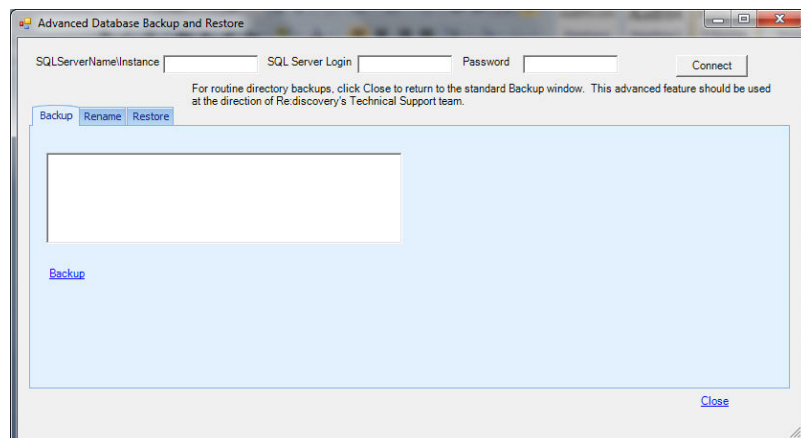 Advanced Database Backup and Restore
SQLServerName\Instance SQL Server Login Password Connect
For routine directory backups, click Close to return to the standard Backup window. This advanced feature should be used
at the direction of Re:discovery's Technical Support team.
Backup Rename Restore
Backup
Close